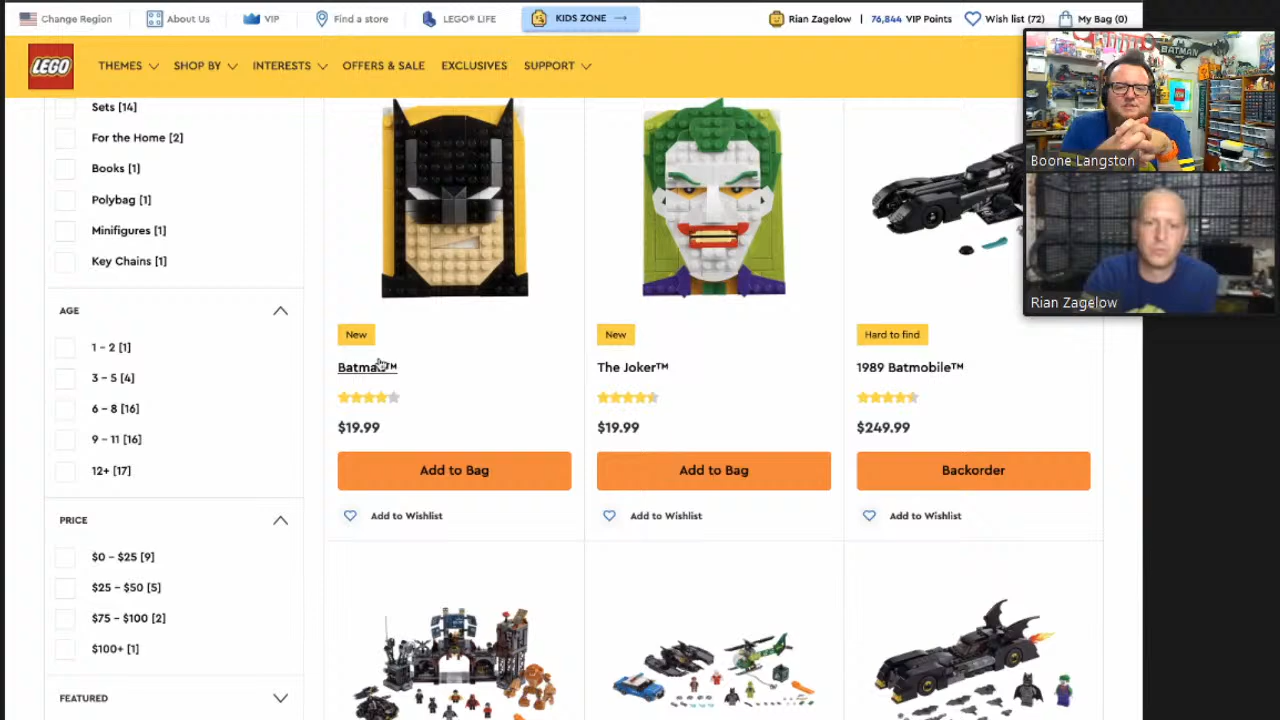 Change Region
About Us
VIP
Find a store
LEGO® LIFE
KIDS ZONE →
Rian Zagelow | 76,844 VIP Points
Wish list (72)
My Bag (0)
LEGO
THEMES
SHOP BY
INTERESTS
OFFERS & SALE
EXCLUSIVES
SUPPORT
BATMAN
Boone Langston
Rian Zagelow
Sets [14]
For the Home [2]
Books [1]
Polybag [1]
Minifigures [1]
Key Chains [1]
AGE
1 – 2 [1]
3 – 5 [4]
6 – 8 [16]
9 – 11 [16]
12+ [17]
PRICE
$0 – $25 [9]
$25 – $50 [5]
$75 – $100 [2]
$100+ [1]
FEATURED
New
Batman™
$19.99
Add to Bag
Add to Wishlist
New
The Joker™
$19.99
Add to Bag
Add to Wishlist
Hard to find
1989 Batmobile™
$249.99
Backorder
Add to Wishlist